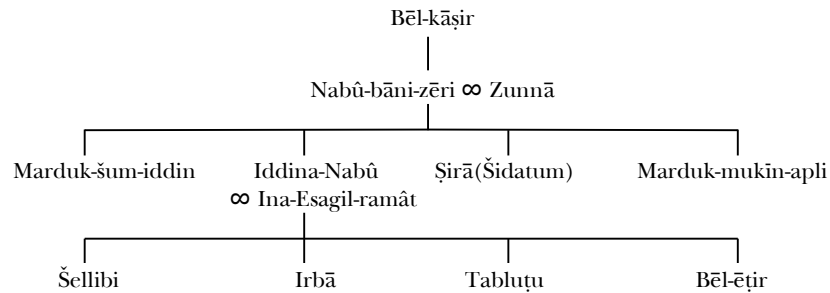 Bēl-kāṣir
Nabû-bāni-zēri ∞ Zunnā
Marduk-šum-iddin Iddina-Nabû Ṣirā(Šidatum) Marduk-mukīn-apli
∞ Ina-Esagil-ramât
Šellibi Irbā Tabluṭu Bēl-ēṭir